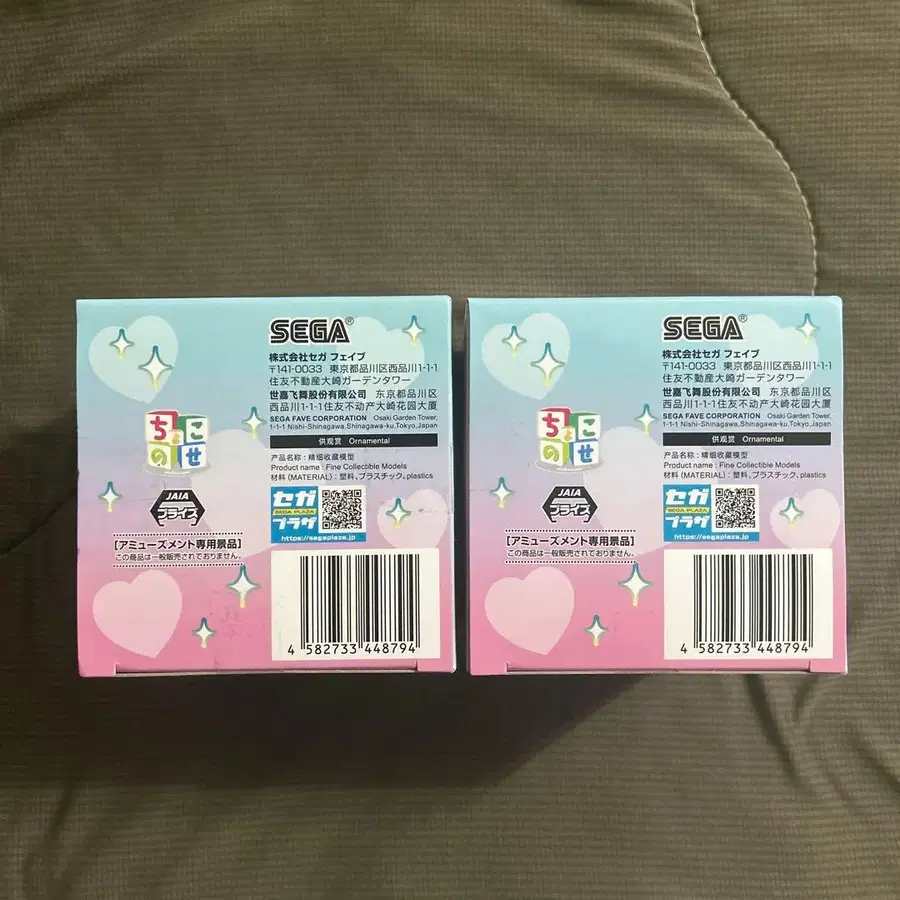 SEGA®
株式会社セガ フェイブ
〒141-0033 東京都品川区西品川1-1-1
住友不動産大崎ガーデンタワー
世嘉飞舞股份有限公司 东京都品川区
西品川1-1-1住友不动产大崎花园大厦
SEGA FAVE CORPORATION Osaki Garden Tower,
1-1-1 Nishi-Shinagawa,Shinagawa-ku,Tokyo,Japan
供观赏 Ornamental
产品名称:精细收藏模型
Product name : Fine Collectible Models
材料 (MATERIAL) : 塑料、プラスチック、plastics
ちょこ
のせ
JAIA
プライズ
セガ
SEGA PLAZA
プラザ
https://segaplaza.jp
【アミューズメント専用景品】
この商品は一般販売されておりません。
4 582733 448794
SEGA®
株式会社セガ フェイブ
〒141-0033 東京都品川区西品川1-1-1
住友不動産大崎ガーデンタワー
世嘉飞舞股份有限公司 东京都品川区
西品川1-1-1住友不动产大崎花园大厦
SEGA FAVE CORPORATION Osaki Garden Tower,
1-1-1 Nishi-Shinagawa,Shinagawa-ku,Tokyo,Japan
供观赏 Ornamental
产品名称:精细收藏模型
Product name : Fine Collectible Models
材料 (MATERIAL) : 塑料、プラスチック、plastics
ちょこ
のせ
JAIA
プライズ
セガ
SEGA PLAZA
プラザ
https://segaplaza.jp
【アミューズメント専用景品】
この商品は一般販売されておりません。
4 582733 448794